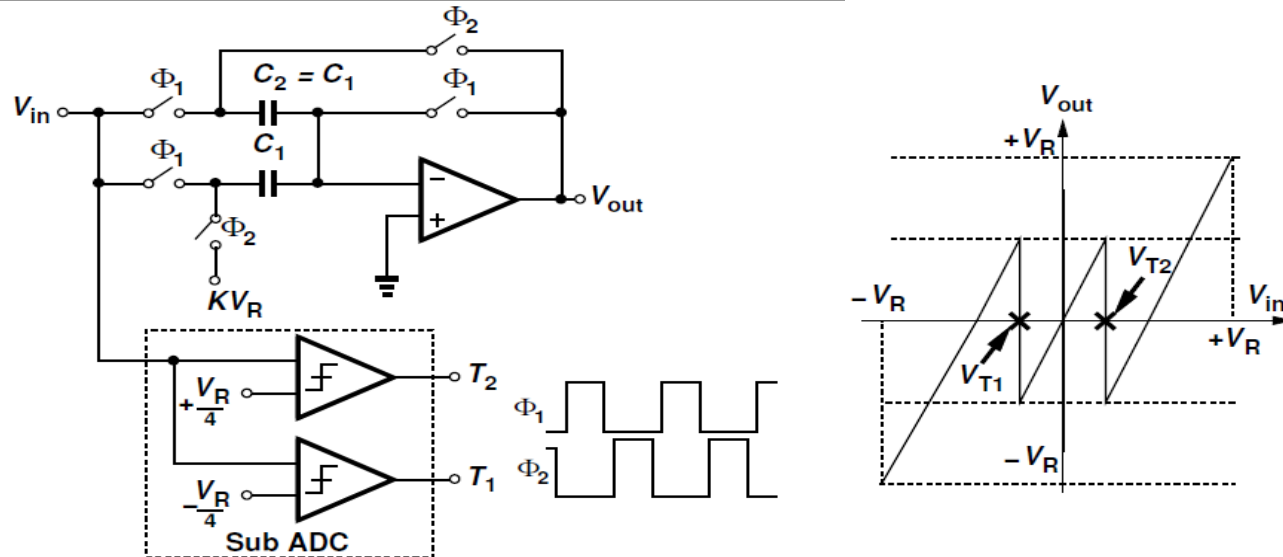 Φ2
Φ1
C2 = C1
Φ1
Vin
Φ1
C1
−
+
Vout
Φ2
KVR
T2
+VR/4
T1
−VR/4
Sub ADC
Φ1
Φ2
Vout
+VR
VT2
−VR
Vin
+VR
VT1
−VR